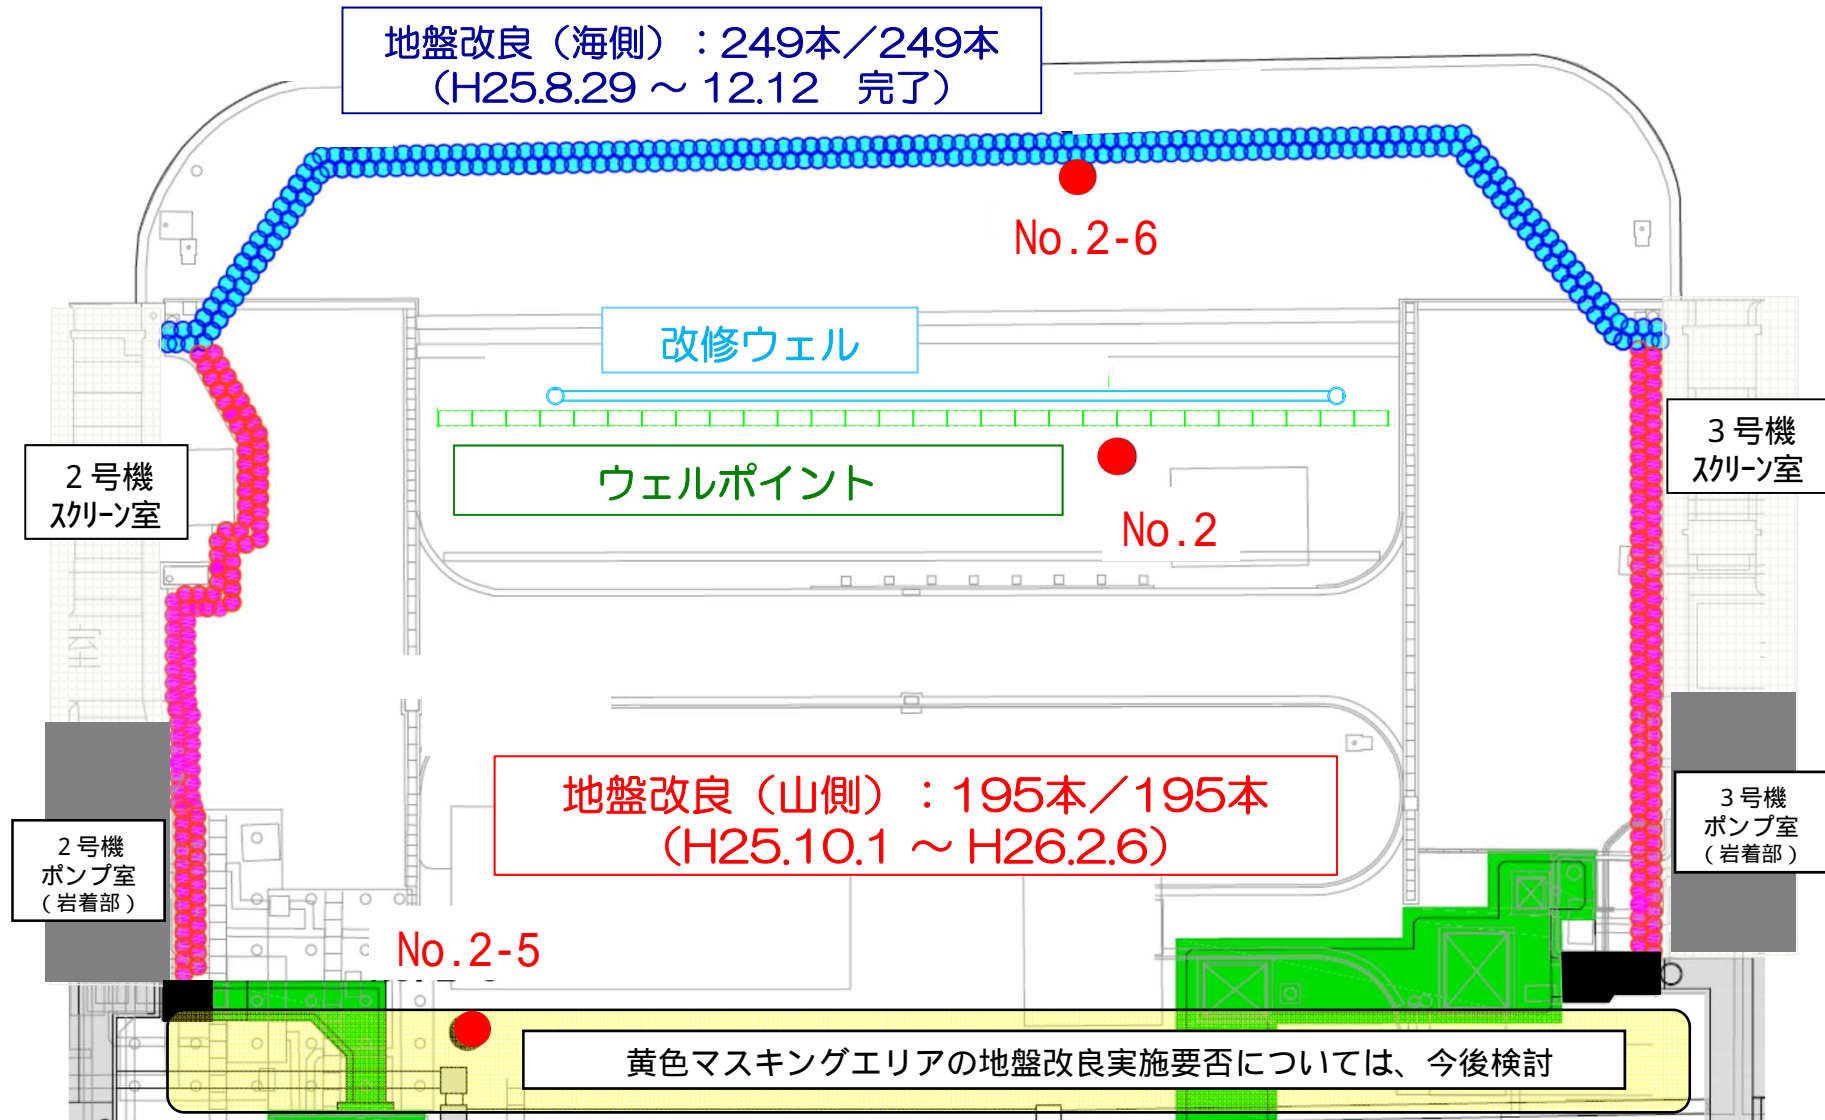 地盤改良（海側）：249本／249本
（H25.8.29 ～ 12.12　完了）
No.2-6
改修ウェル
ウェルポイント
No.2
２号機
ｽｸﾘｰﾝ室
３号機
ｽｸﾘｰﾝ室
地盤改良（山側）：195本／195本
（H25.10.1 ～ H26.2.6）
２号機
ポンプ室
（岩着部）
３号機
ポンプ室
（岩着部）
No.2-5
黄色マスキングエリアの地盤改良実施要否については、今後検討